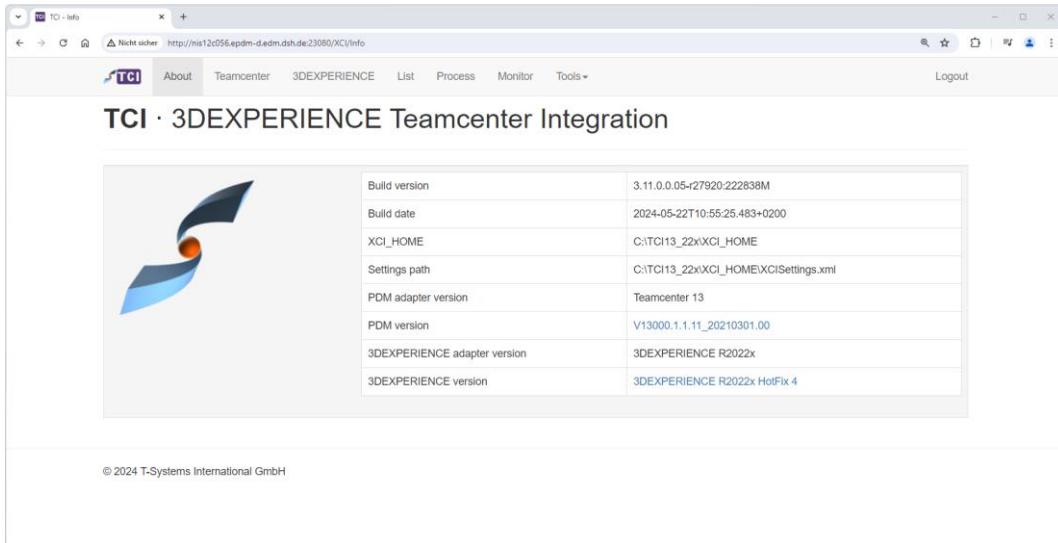 TCI TCI - Info
Nicht sicher http://nis12c056.epdm-d.edm.dsh.de:23080/XCI/Info
TCI About Teamcenter 3DEXPERIENCE List Process Monitor Tools Logout
TCI · 3DEXPERIENCE Teamcenter Integration
Build version 3.11.0.0.05-r27920:222838M
Build date 2024-05-22T10:55:25.483+0200
XCI_HOME C:\TCI13_22x\XCI_HOME
Settings path C:\TCI13_22x\XCI_HOME\XCISettings.xml
PDM adapter version Teamcenter 13
PDM version V13000.1.1.11_20210301.00
3DEXPERIENCE adapter version 3DEXPERIENCE R2022x
3DEXPERIENCE version 3DEXPERIENCE R2022x HotFix 4
© 2024 T-Systems International GmbH